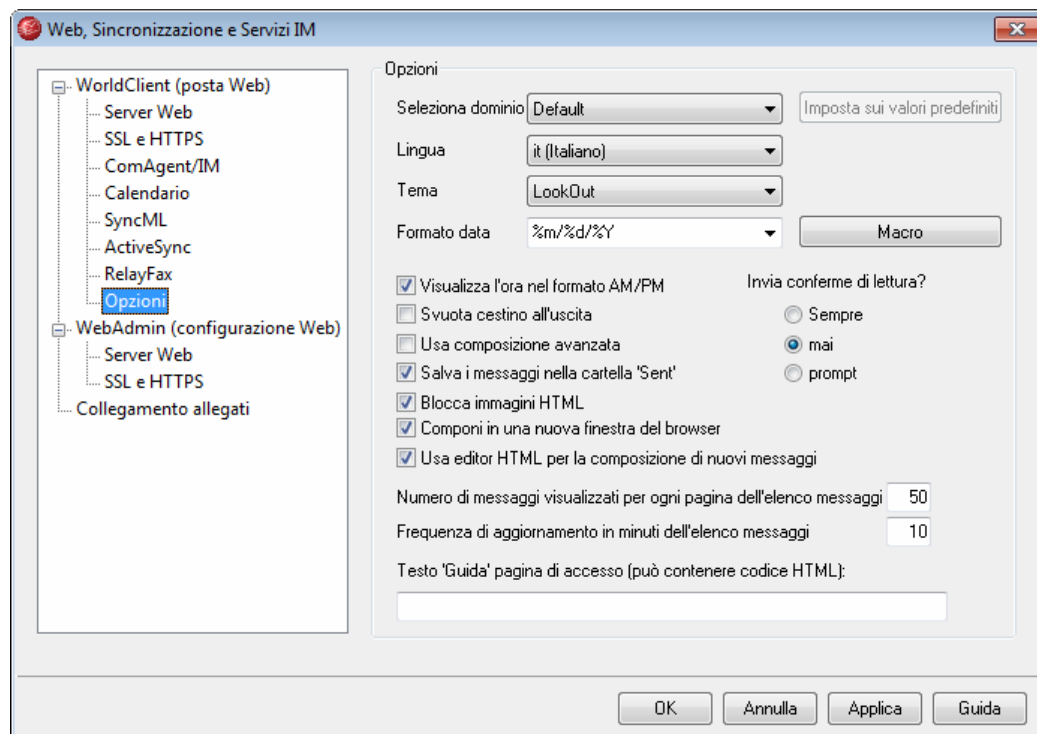 Web, Sincronizzazione e Servizi IM
WorldClient (posta Web)
Server Web
SSL e HTTPS
ComAgent/IM
Calendario
SyncML
ActiveSync
RelayFax
Opzioni
WebAdmin (configurazione Web)
Server Web
SSL e HTTPS
Collegamento allegati
Opzioni
Seleziona dominio Default Imposta sui valori predefiniti
Lingua it (Italiano)
Tema LookOut
Formato data %m/%d/%Y Macro
Visualizza l'ora nel formato AM/PM
Svuota cestino all'uscita
Usa composizione avanzata
Salva i messaggi nella cartella 'Sent'
Blocca immagini HTML
Componi in una nuova finestra del browser
Usa editor HTML per la composizione di nuovi messaggi
Invia conferme di lettura?
Sempre
mai
prompt
Numero di messaggi visualizzati per ogni pagina dell'elenco messaggi 50
Frequenza di aggiornamento in minuti dell'elenco messaggi 10
Testo 'Guida' pagina di accesso (può contenere codice HTML):
OK Annulla Applica Guida